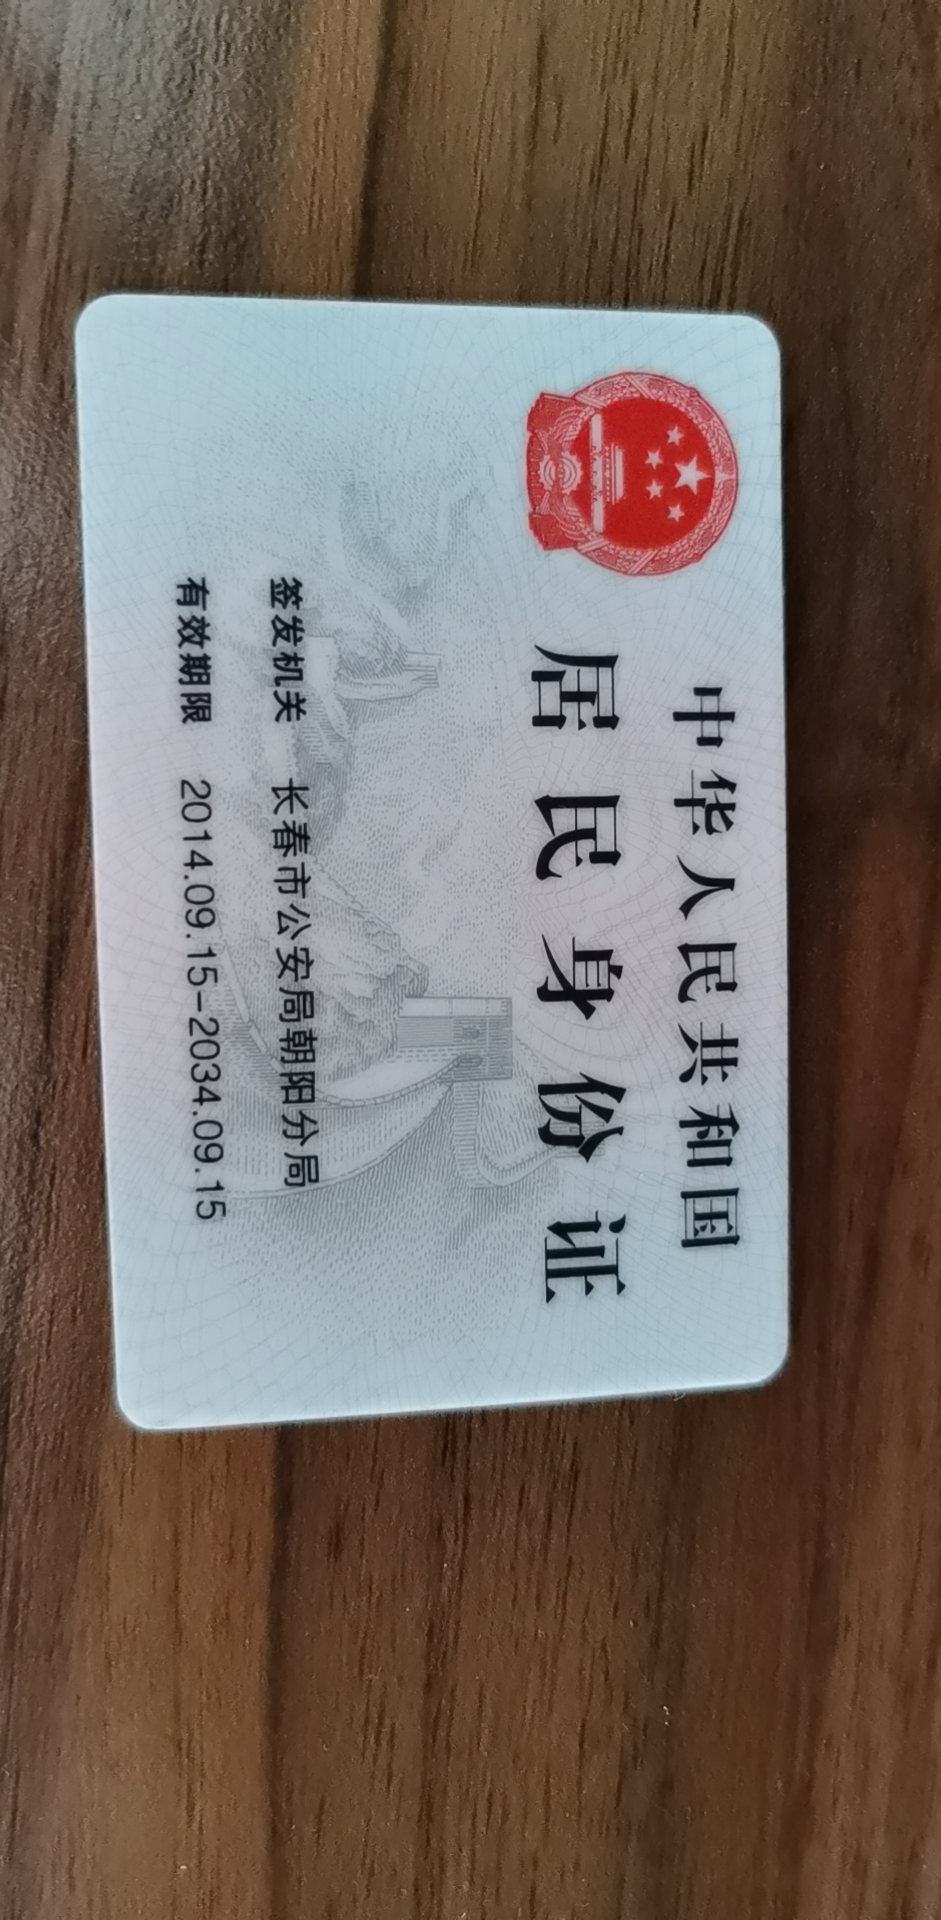 中华人民共和国
居民身份证
签发机关 长春市公安局朝阳分局
有效期限 2014.09.15-2034.09.15